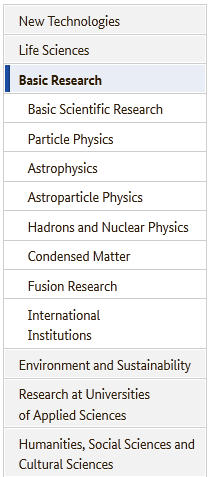 New Technologies
Life Sciences
Basic Research
Basic Scientific Research
Particle Physics
Astrophysics
Astroparticle Physics
Hadrons and Nuclear Physics
Condensed Matter
Fusion Research
International
Institutions
Environment and Sustainability
Research at Universities
of Applied Sciences
Humanities, Social Sciences and
Cultural Sciences